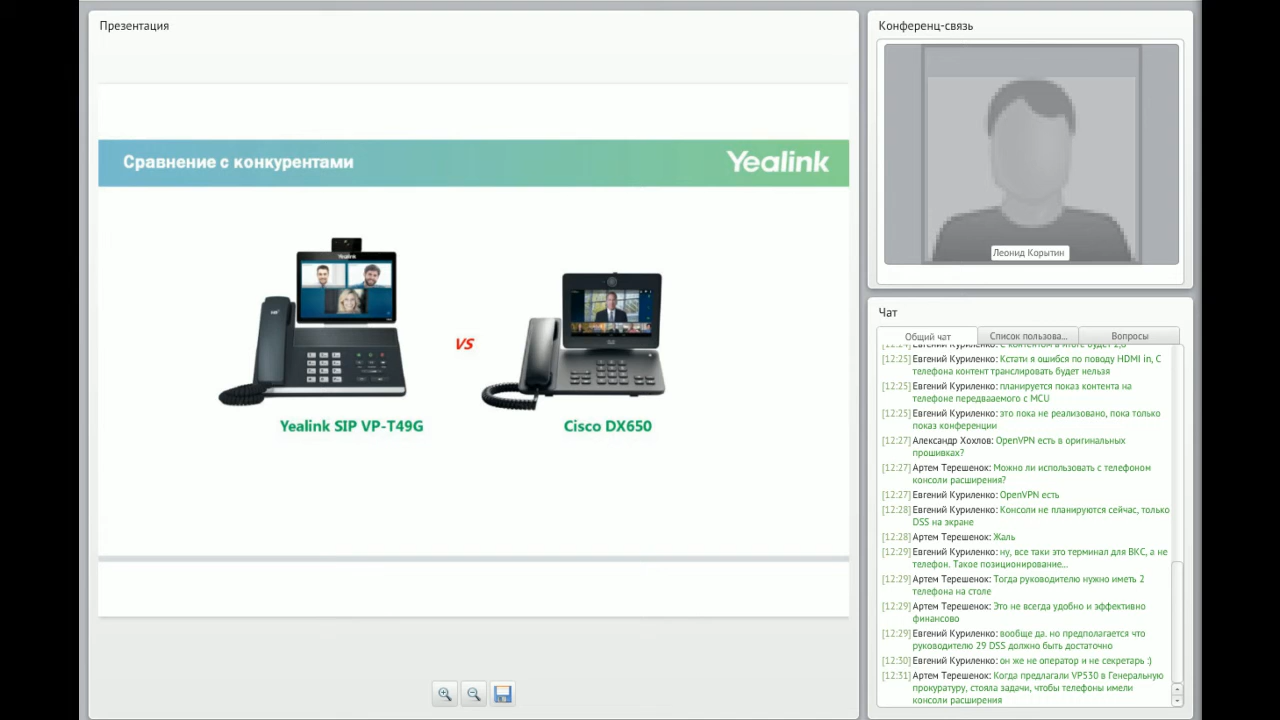 Презентация
Сравнение с конкурентами
Yealink
Yealink
VS
Yealink SIP VP-T49G
Cisco DX650
Конференц-связь
Леонид Корытин
Чат
Общий чат
Список пользова...
Вопросы
[12:25] Евгений Куриленко: Кстати я ошибся по поводу HDMI in, С
телефона контент транслировать будет нельзя
[12:25] Евгений Куриленко: планируется показ контента на
телефоне передвааемого с MCU
[12:25] Евгений Куриленко: это пока не реализовано, пока только
показ конференции
[12:27] Александр Хохлов: OpenVPN есть в оригинальных
прошивках?
[12:27] Артем Терешенок: Можно ли использовать с телефоном
консоли расширения?
[12:27] Евгений Куриленко: OpenVPN есть
[12:28] Евгений Куриленко: Консоли не планируются сейчас, только
DSS на экране
[12:28] Артем Терешенок: Жаль
[12:29] Евгений Куриленко: ну, все таки это терминал для ВКС, а не
телефон. Такое позиционирование...
[12:29] Артем Терешенок: Тогда руководителю нужно иметь 2
телефона на столе
[12:29] Артем Терешенок: Это не всегда удобно и эффективно
финансово
[12:29] Евгений Куриленко: вообще да. но предполагается что
руководителю 29 DSS должно быть достаточно
[12:30] Евгений Куриленко: он же не оператор и не секретарь :)
[12:31] Артем Терешенок: Когда предлагали VP530 в Генеральную
прокуратуру, стояла задачи, чтобы телефоны имели
консоли расширения